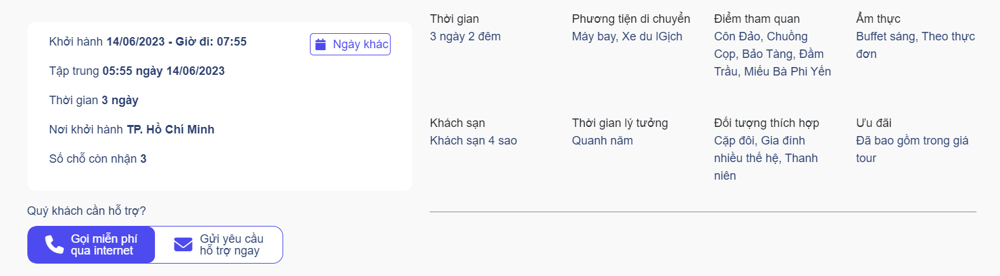 Khởi hành 14/06/2023 - Giờ đi: 07:55
Ngày khác
Tập trung 05:55 ngày 14/06/2023
Thời gian 3 ngày
Nơi khởi hành TP. Hồ Chí Minh
Số chỗ còn nhận 3
Quý khách cần hỗ trợ?
Gọi miễn phí
qua internet
Gửi yêu cầu
hỗ trợ ngay
Thời gian
3 ngày 2 đêm
Phương tiện di chuyển
Máy bay, Xe du lGịch
Điểm tham quan
Côn Đảo, Chuồng
Cọp, Bảo Tàng, Đầm
Trầu, Miếu Bà Phi Yến
Ẩm thực
Buffet sáng, Theo thực
đơn
Khách sạn
Khách sạn 4 sao
Thời gian lý tưởng
Quanh năm
Đối tượng thích hợp
Cặp đôi, Gia đình
nhiều thế hệ, Thanh
niên
Ưu đãi
Đã bao gồm trong giá
tour